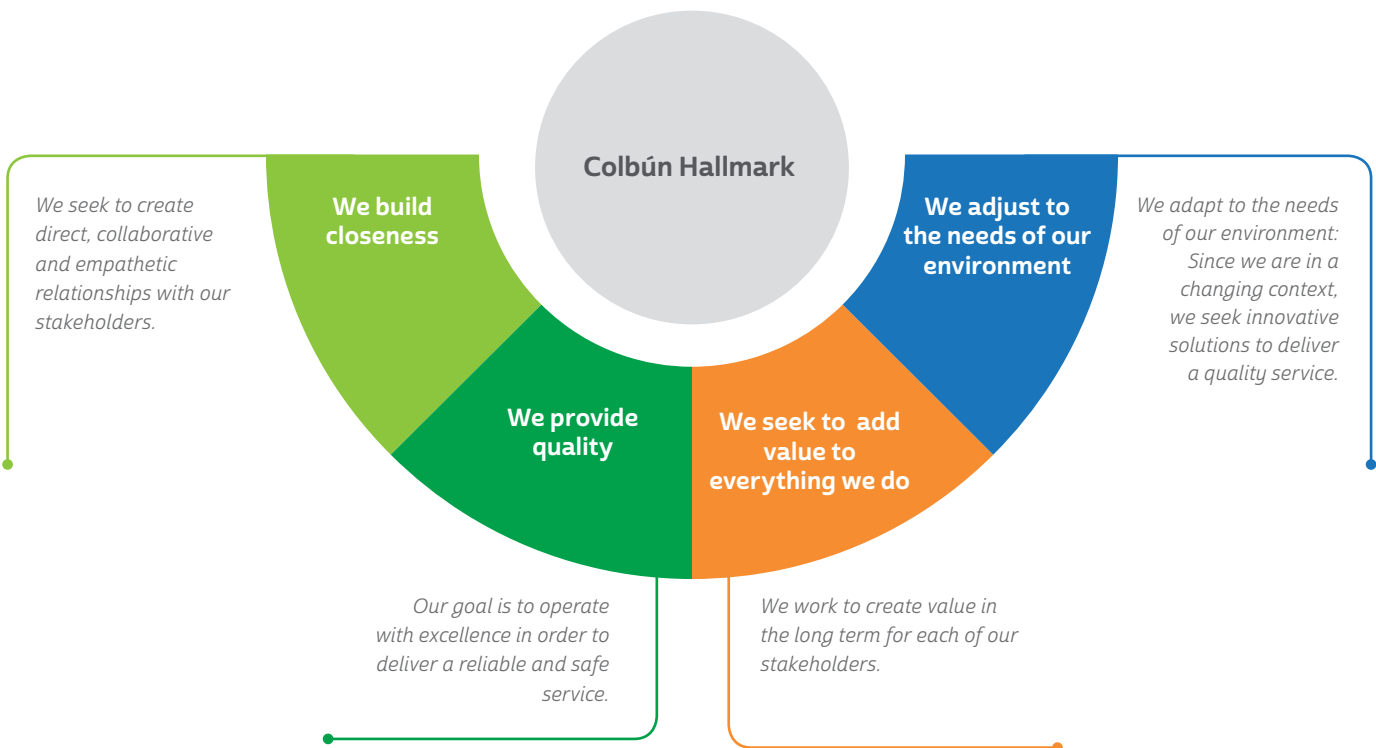 Colbún Hallmark
We build
closeness
We seek to create
direct, collaborative
and empathetic
relationships with our
stakeholders.
We provide
quality
Our goal is to operate
with excellence in order to
deliver a reliable and safe
service.
We seek to  add
value to
everything we do
We work to create value in
the long term for each of our
stakeholders.
We adjust to
the needs of our
environment
We adapt to the needs
of our environment:
Since we are in a
changing context,
we seek innovative
solutions to deliver
a quality service.